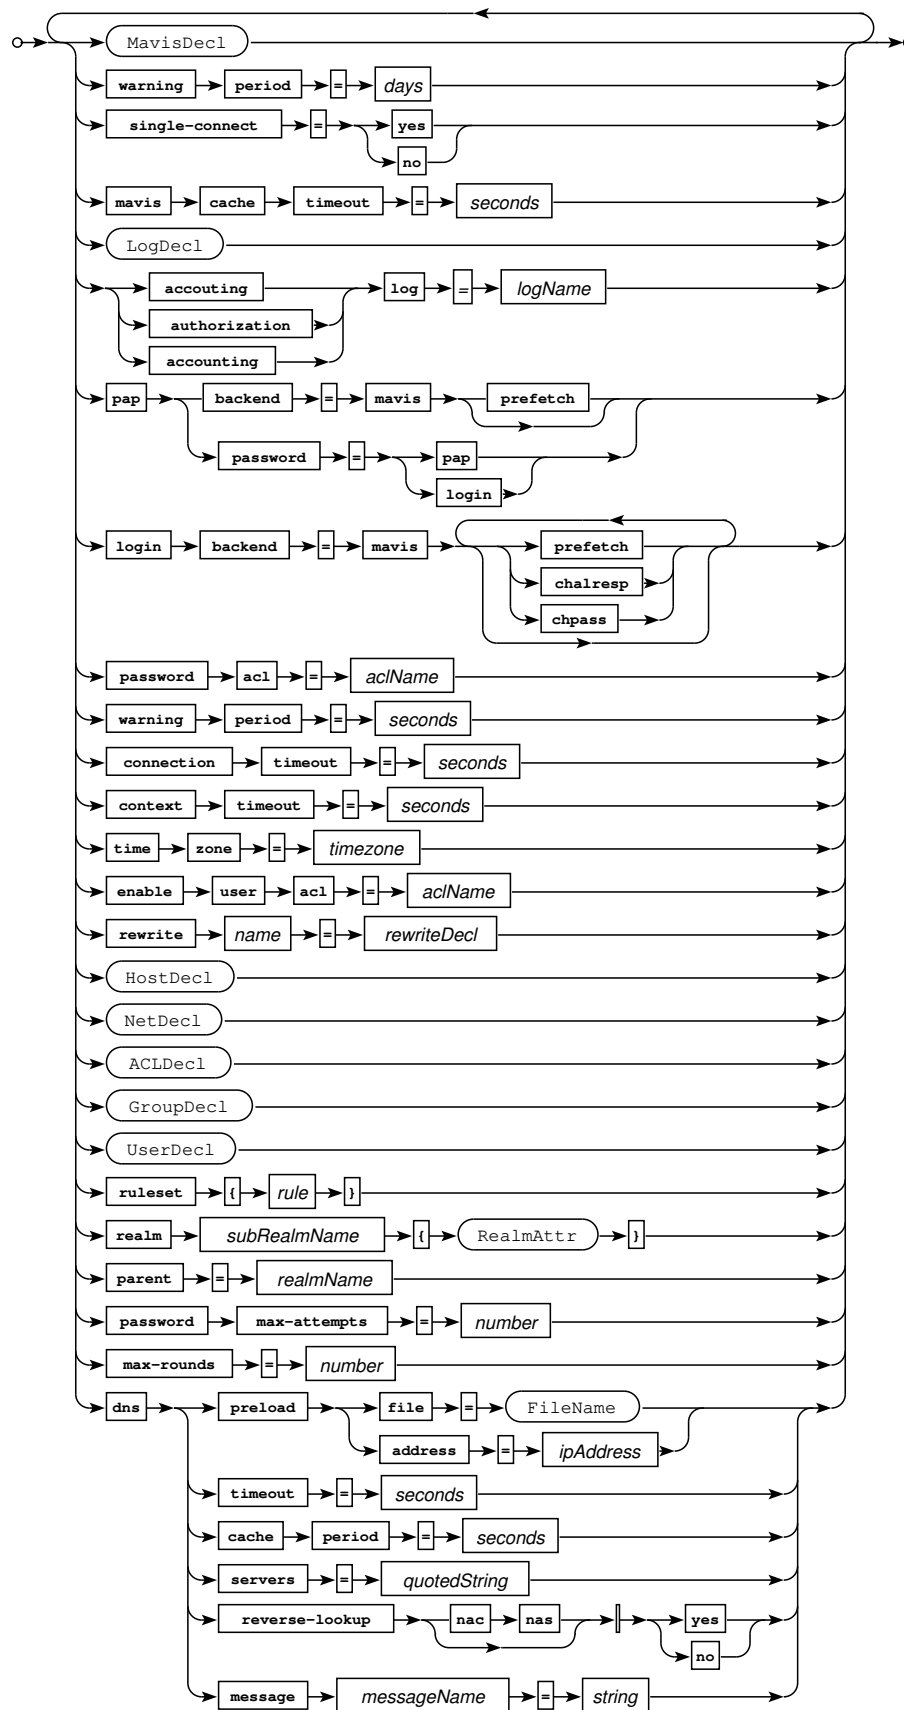 MavisDecl
warning period = days
single-connect = yes
no
mavis cache timeout = seconds
LogDecl
accouting log = logName
authorization
accounting
pap backend = mavis prefetch
password = pap
login
login backend = mavis prefetch
chalresp
chpass
password acl = aclName
warning period = seconds
connection timeout = seconds
context timeout = seconds
time zone = timezone
enable user acl = aclName
rewrite name = rewriteDecl
HostDecl
NetDecl
ACLDecl
GroupDecl
UserDecl
ruleset { rule }
realm subRealmName { RealmAttr }
parent = realmName
password max-attempts = number
max-rounds = number
dns preload file = FileName
address = ipAddress
timeout = seconds
cache period = seconds
servers = quotedString
reverse-lookup nac nas yes
no
message messageName = string